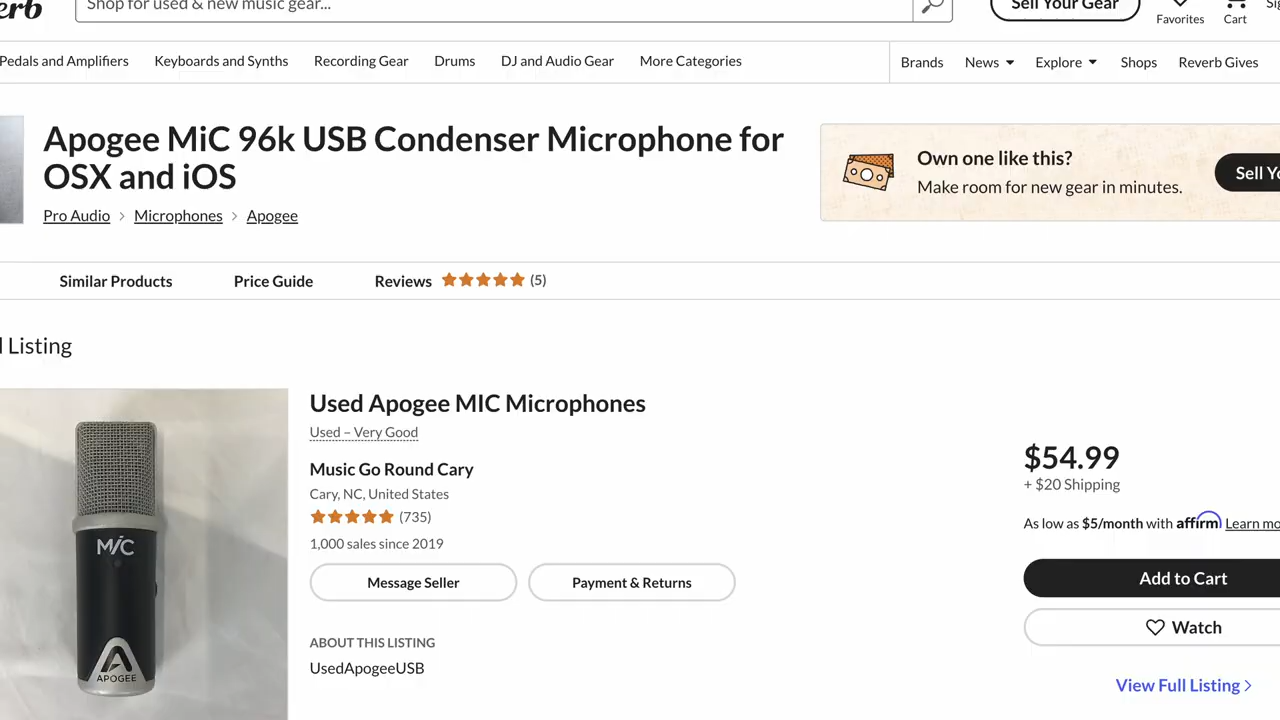 erb
Shop for used & new music gear...
Sell Your Gear
Favorites
Cart
Pedals and Amplifiers
Keyboards and Synths
Recording Gear
Drums
DJ and Audio Gear
More Categories
Brands
News
Explore
Shops
Reverb Gives
Apogee MiC 96k USB Condenser Microphone for
OSX and iOS
Pro Audio
Microphones
Apogee
Own one like this?
Make room for new gear in minutes.
Sell Yo
Similar Products
Price Guide
Reviews
(5)
Listing
Used Apogee MIC Microphones
Used – Very Good
Music Go Round Cary
Cary, NC, United States
(735)
1,000 sales since 2019
Message Seller
Payment & Returns
ABOUT THIS LISTING
UsedApogeeUSB
MiC
APOGEE
$54.99
+ $20 Shipping
As low as $5/month with affirm Learn mo
Add to Cart
Watch
View Full Listing